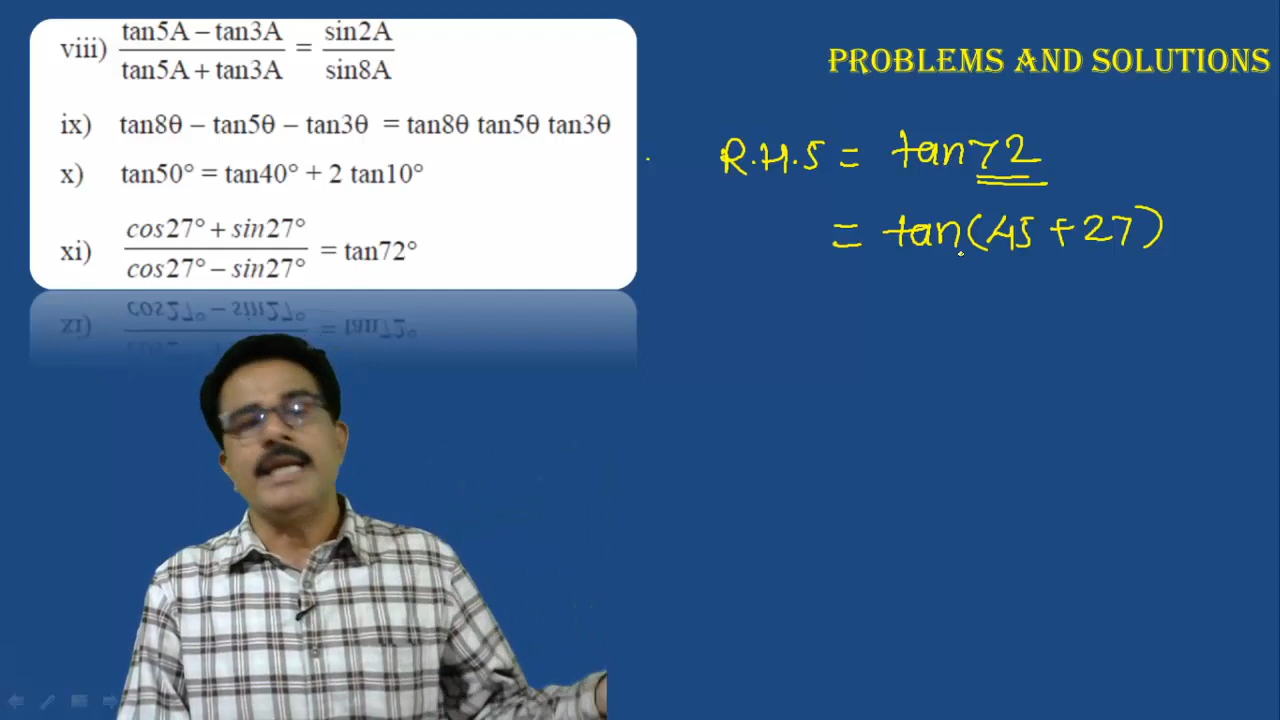 viii) tan5A − tan3A / tan5A + tan3A = sin2A / sin8A
ix) tan8θ − tan5θ − tan3θ = tan8θ tan5θ tan3θ
x) tan50° = tan40° + 2 tan10°
xi) cos27° + sin27° / cos27° − sin27° = tan72°
PROBLEMS AND SOLUTIONS
R.H.S = tan72
= tan(45+27)